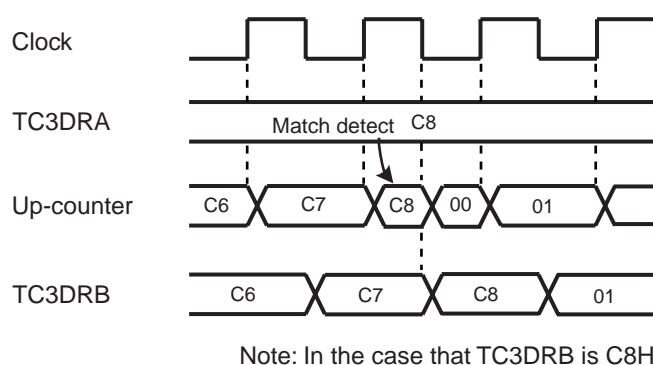 Clock
TC3DRA
Match detect C8
Up-counter C6 C7 C8 00 01
TC3DRB C6 C7 C8 01
Note: In the case that TC3DRB is C8H